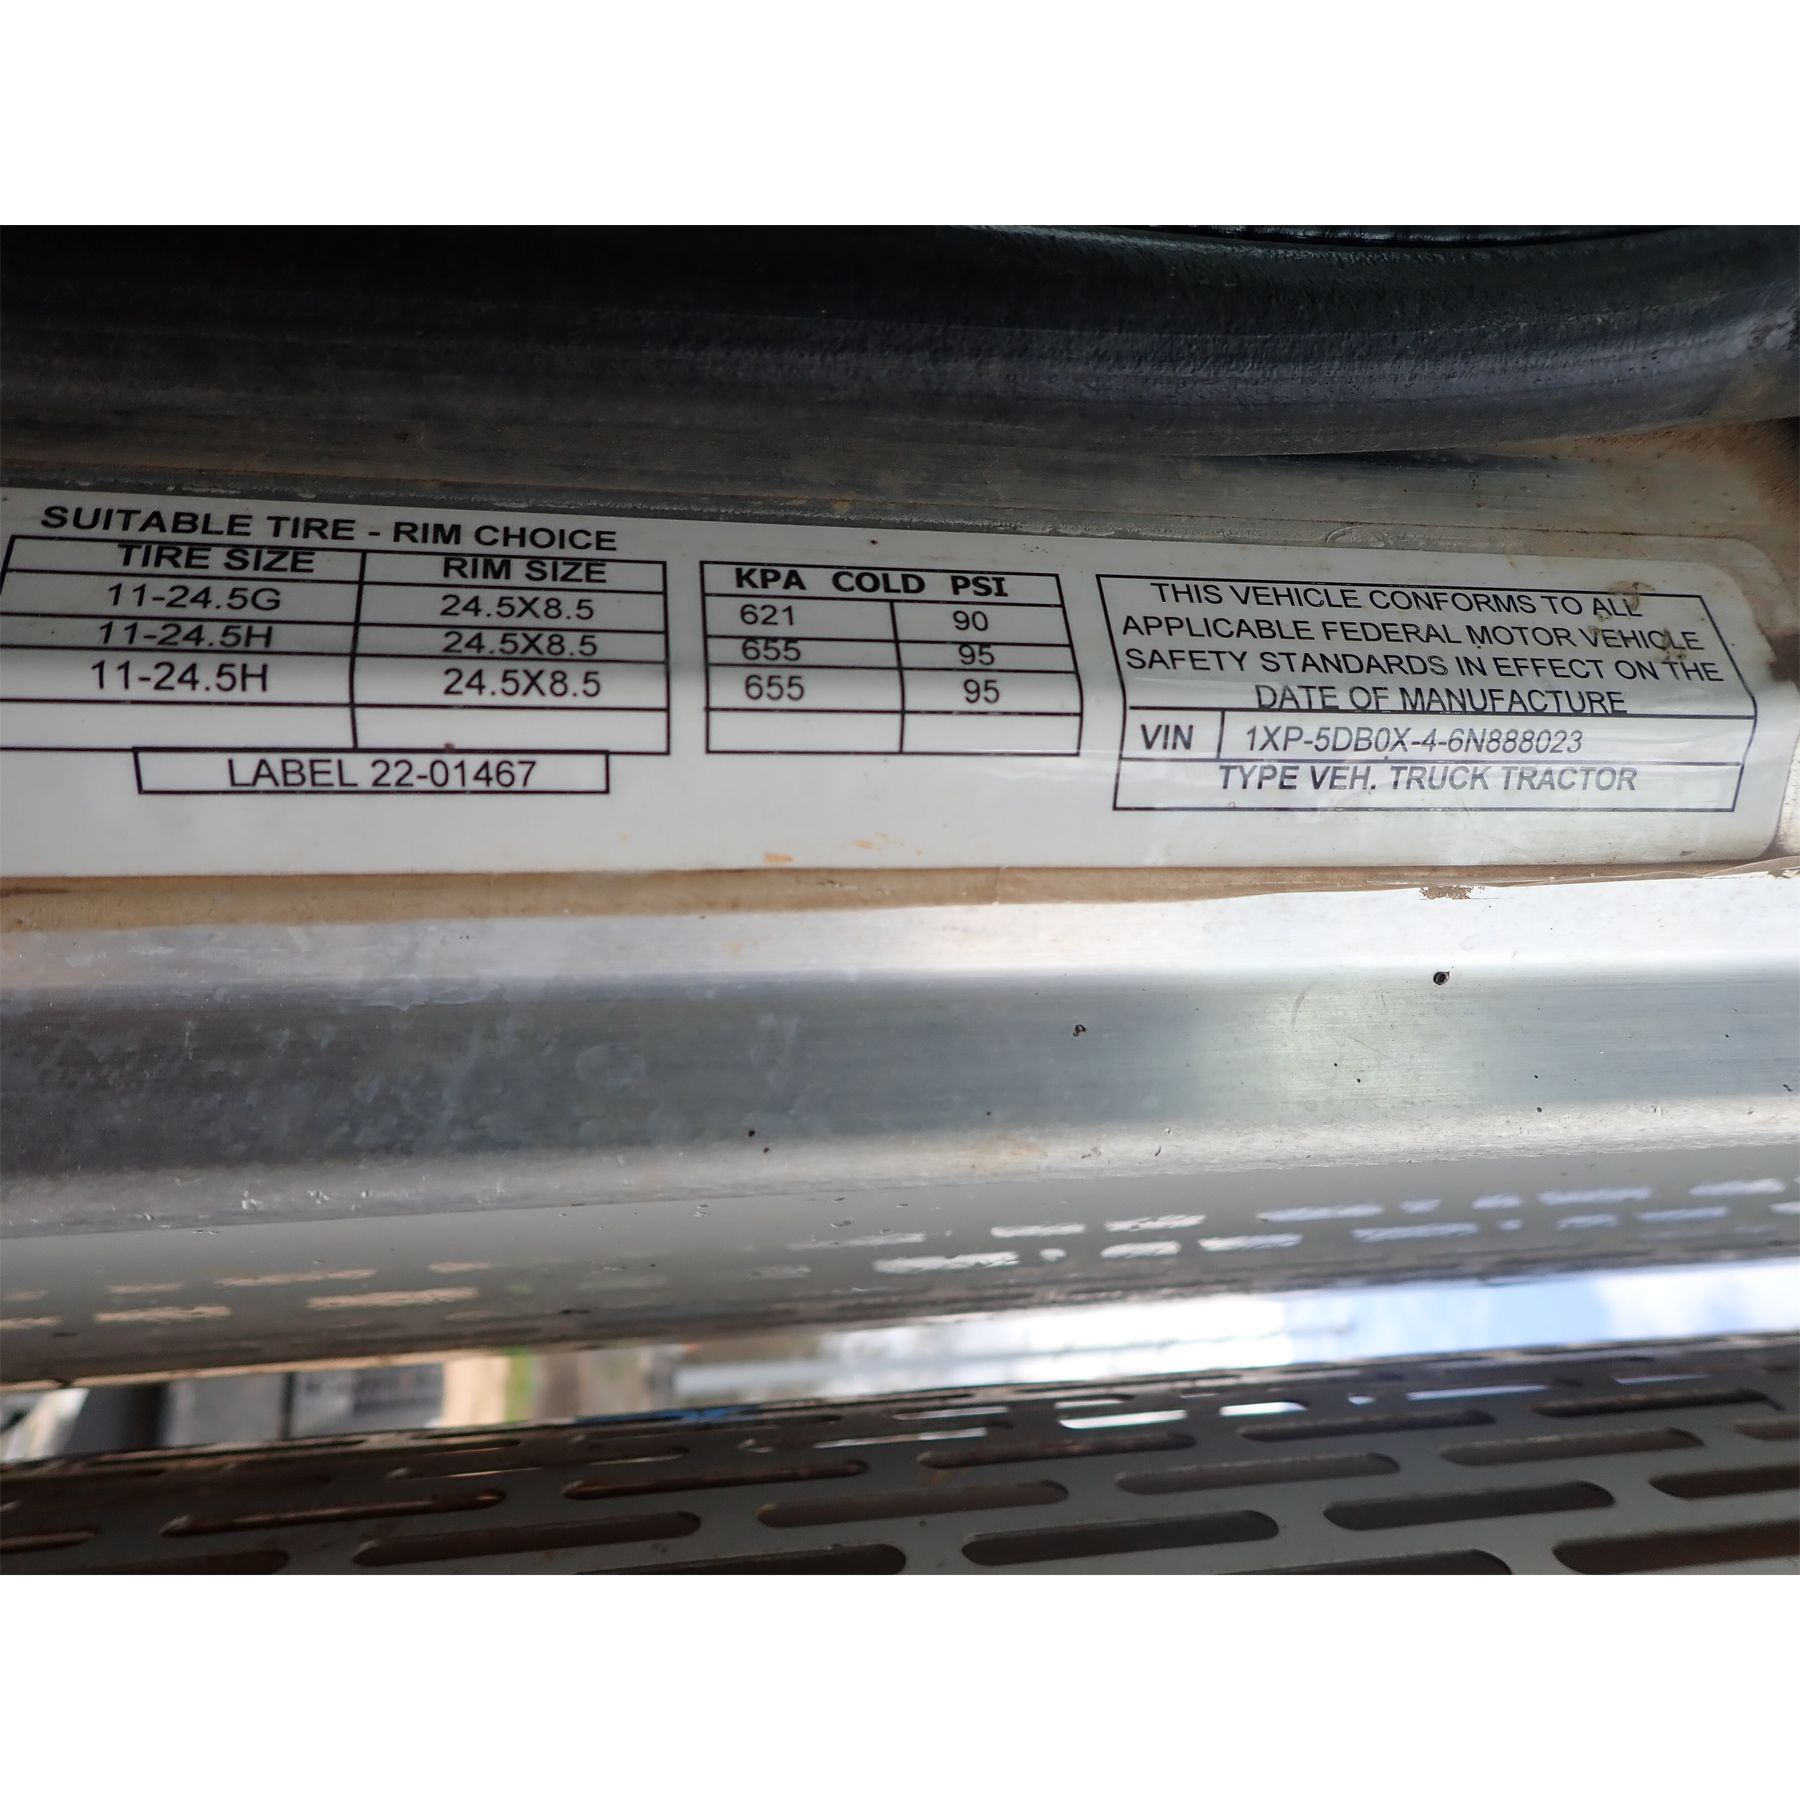 SUITABLE TIRE - RIM CHOICE
TIRE SIZE RIM SIZE
11-24.5G 24.5X8.5
11-24.5H 24.5X8.5
11-24.5H 24.5X8.5
LABEL 22-01467
KPA COLD PSI
621 90
655 95
655 95
THIS VEHICLE CONFORMS TO ALL
APPLICABLE FEDERAL MOTOR VEHICLE
SAFETY STANDARDS IN EFFECT ON THE
DATE OF MANUFACTURE
VIN 1XP-5DB0X-4-6N888023
TYPE VEH. TRUCK TRACTOR